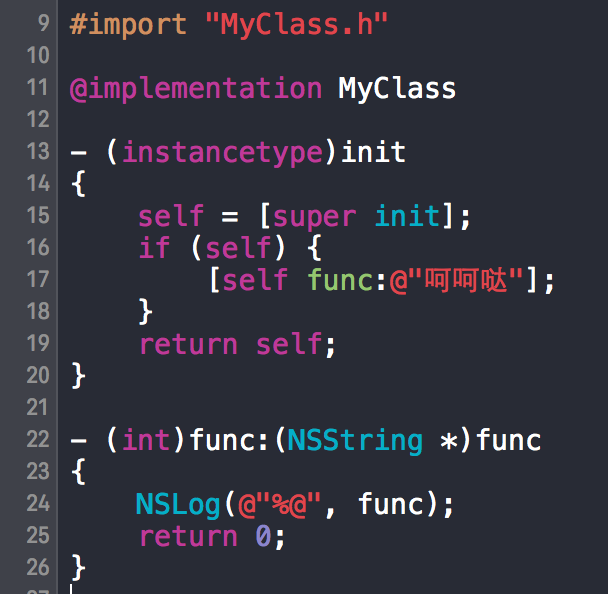 9 #import "MyClass.h"
10
11 @implementation MyClass
12
13 - (instancetype)init
14 {
15     self = [super init];
16     if (self) {
17         [self func:@"呵呵哒"];
18     }
19     return self;
20 }
21
22 - (int)func:(NSString *)func
23 {
24     NSLog(@"%@", func);
25     return 0;
26 }
27